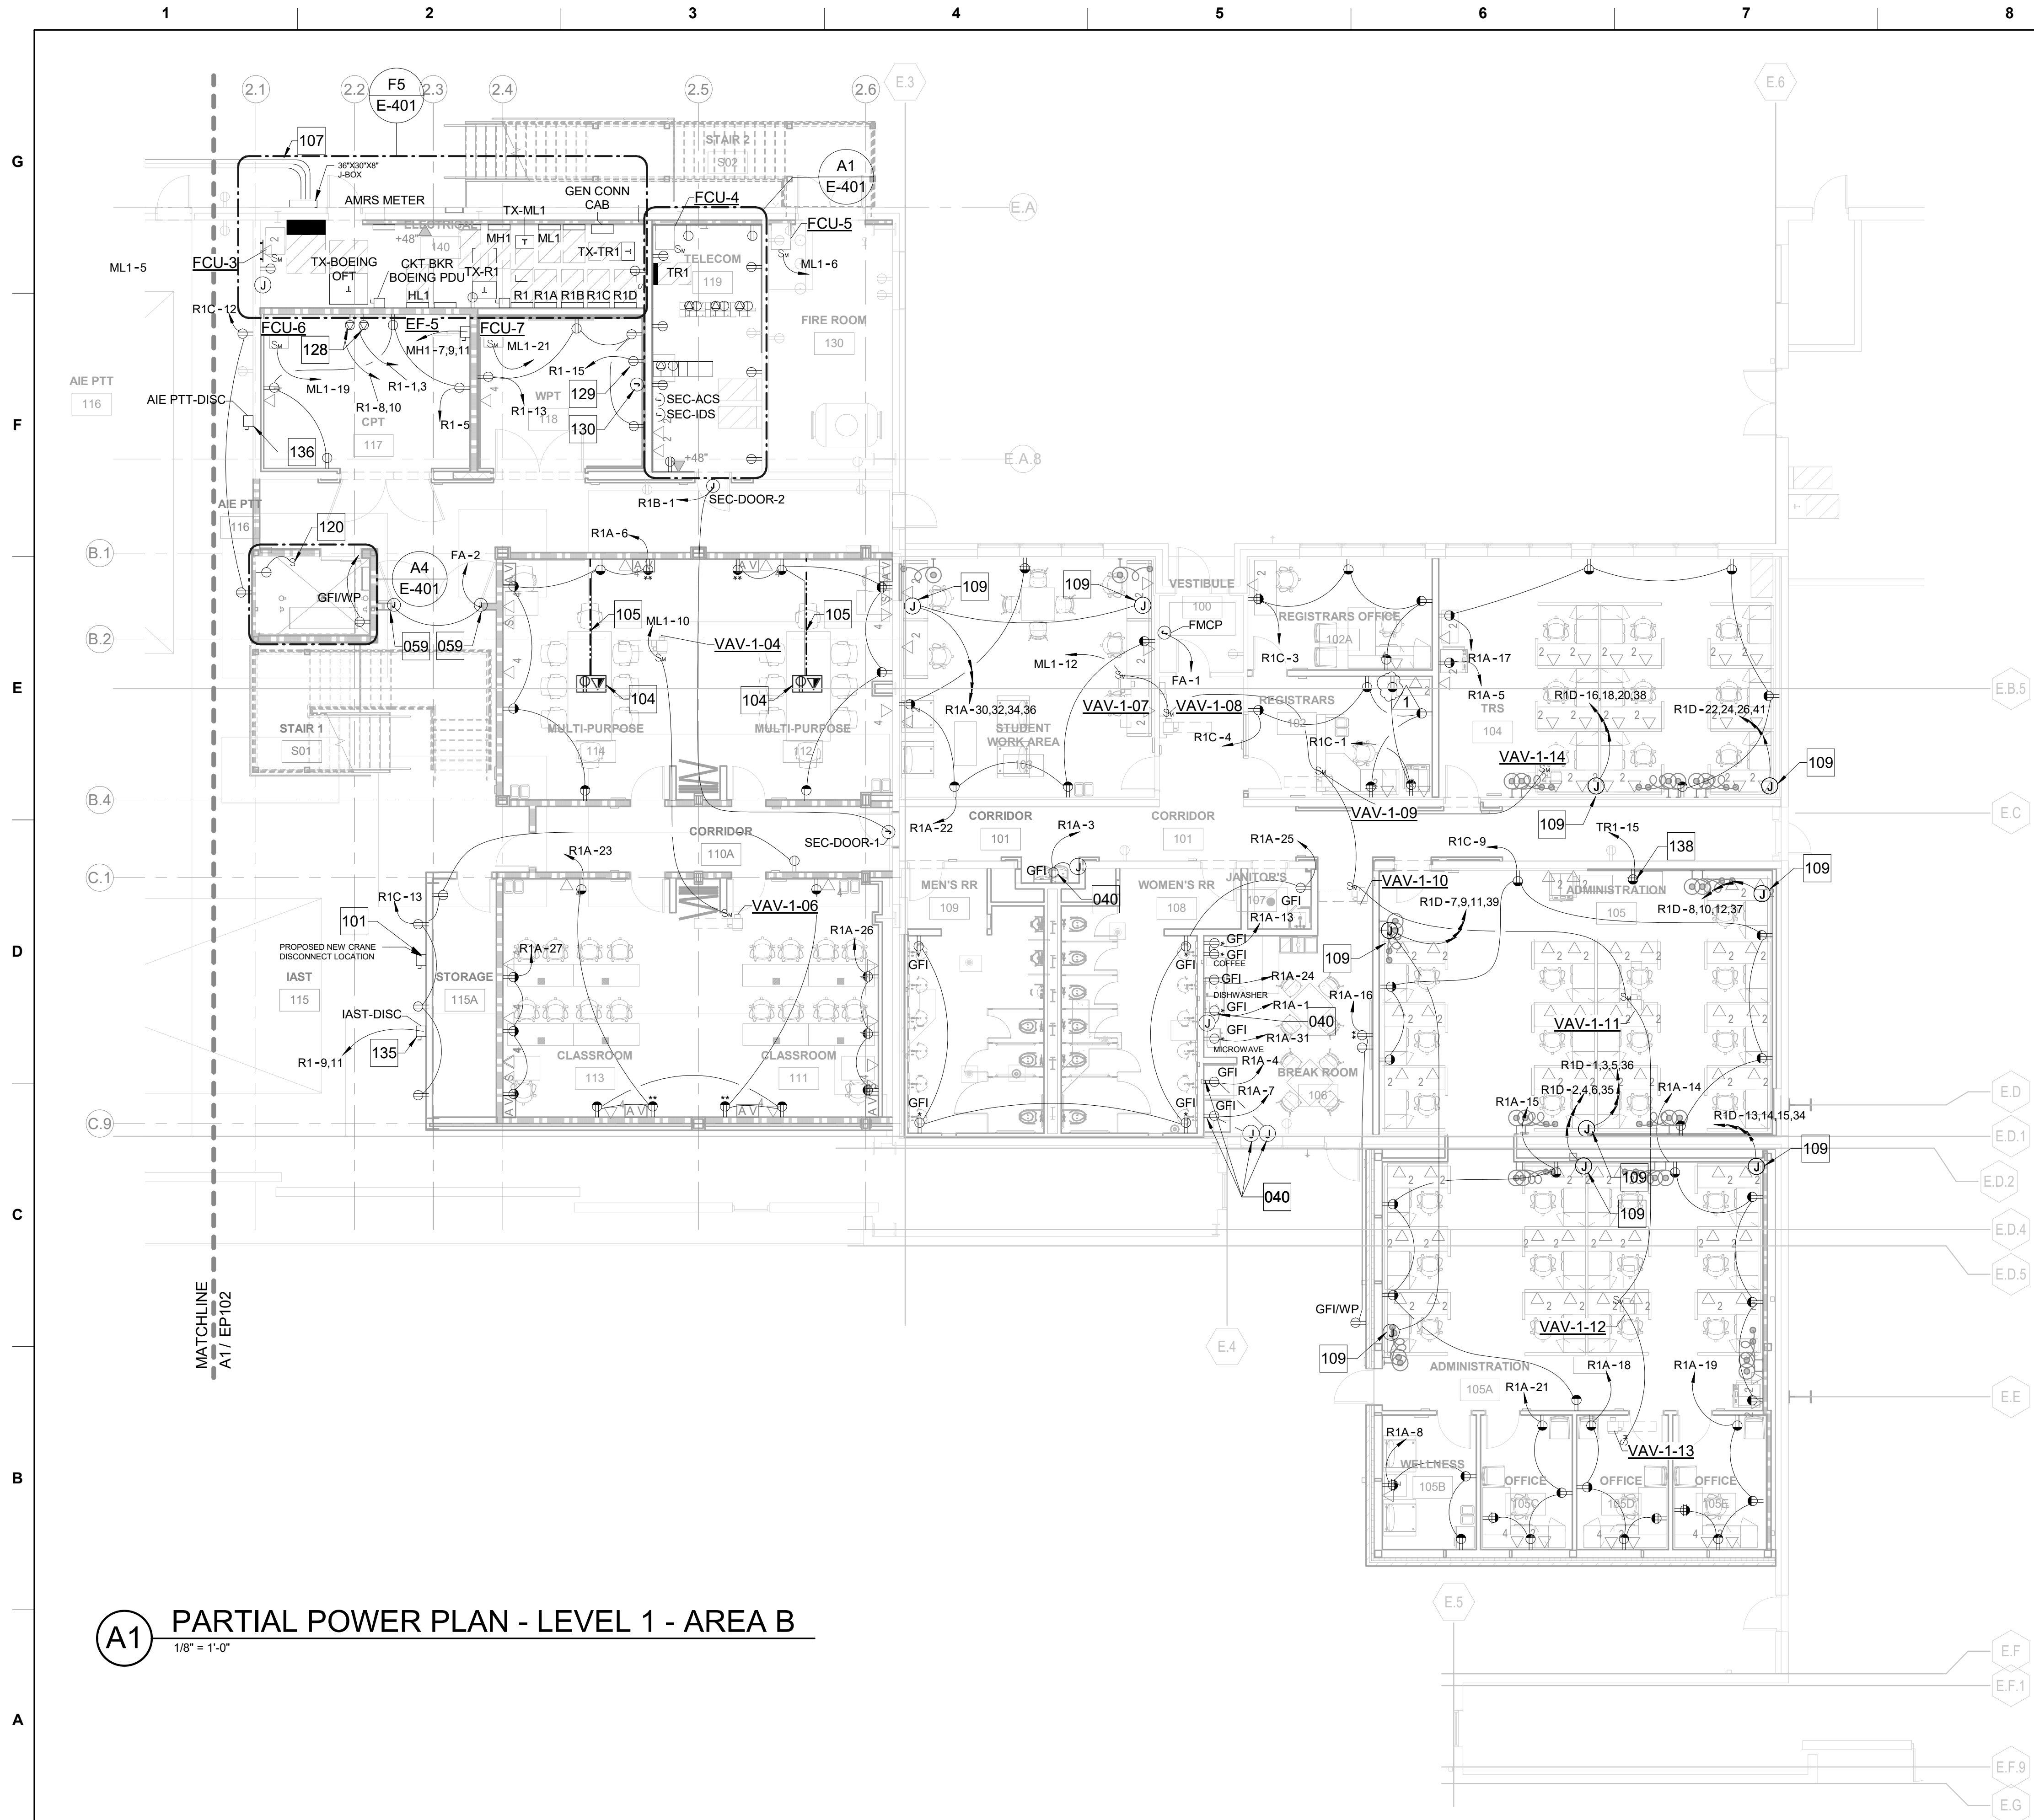 1 2 3 4 5 6 7 8
G
F
E
D
C
B
A
2.1
2.2
F5
E-401
2.3
2.4
2.5
2.6
E.3
E.6
107
36"X30"X8"
J-BOX
STAIR 2
S02
A1
E-401
AMRS METER
TX-ML1
GEN CONN
CAB
FCU-4
FCU-5
E.A
ELECTRICAL
+48"
140
MH1
ML1
TX-TR1
TR1
TELECOM
119
ML1-6
ML1-5
FCU-3
TX-BOEING
OFT
CKT BKR
BOEING PDU
TX-R1
HL1
R1
R1A
R1B
R1C
R1D
R1C-12
FCU-6
EF-5
FCU-7
FIRE ROOM
130
128
MH1-7,9,11
ML1-21
R1-15
AIE PTT
116
ML1-19
R1-1,3
129
AIE PTT-DISC
R1-8,10
WPT
118
R1-13
SEC-ACS
SEC-IDS
CPT
117
R1-5
130
136
+48"
E.A.8
R1B-1
SEC-DOOR-2
AIE PTT
116
120
R1A-6
B.1
FA-2
A4
E-401
GFI/WP
109
109
VESTIBULE
100
REGISTRARS OFFICE
102A
105
105
ML1-10
B.2
059
059
VAV-1-04
FMCP
ML1-12
R1C-3
R1A-17
104
104
FA-1
R1A-5
E.B.5
R1A-30,32,34,36
VAV-1-07
VAV-1-08
REGISTRARS
102
1
TRS
104
R1D-16,18,20,38
R1D-22,24,26,41
STAIR 1
S01
MULTI-PURPOSE
114
MULTI-PURPOSE
112
STUDENT
WORK AREA
103
R1C-4
R1C-1
VAV-1-14
109
B.4
VAV-1-09
109
E.C
R1A-22
CORRIDOR
101
R1A-3
CORRIDOR
101
R1A-25
R1C-9
TR1-15
138
CORRIDOR
110A
SEC-DOOR-1
R1A-23
109
C.1
GFI
MEN'S RR
109
WOMEN'S RR
108
JANITOR'S
107
VAV-1-10
ADMINISTRATION
105
R1C-13
040
GFI
R1D-7,9,11,39
R1D-8,10,12,37
101
VAV-1-06
R1A-13
PROPOSED NEW CRANE
DISCONNECT LOCATION
R1A-27
R1A-26
GFI
GFI
GFI
GFI
COFFEE
109
IAST
115
STORAGE
115A
GFI
R1A-24
DISHWASHER
R1A-16
IAST-DISC
GFI
R1A-1
040
VAV-1-11
135
GFI
R1A-31
R1-9,11
CLASSROOM
113
CLASSROOM
111
MICROWAVE
R1A-4
R1D-1,3,5,36
BREAK ROOM
106
GFI
R1A-7
R1D-2,4,6,35
R1A-14
E.D
R1A-15
GFI
GFI
GFI
R1D-13,14,15,34
C.9
E.D.1
109
E.D.2
109
040
109
E.D.4
E.D.5
MATCHLINE
A1 / EP102
GFI/WP
VAV-1-12
E.4
109
ADMINISTRATION
105A
R1A-18
R1A-19
R1A-21
E.E
R1A-8
VAV-1-13
WELLNESS
105B
OFFICE
105C
OFFICE
105D
OFFICE
105E
A1
PARTIAL POWER PLAN - LEVEL 1 - AREA B
1/8" = 1'-0"
E.5
E.F
E.F.1
E.F.9
E.G